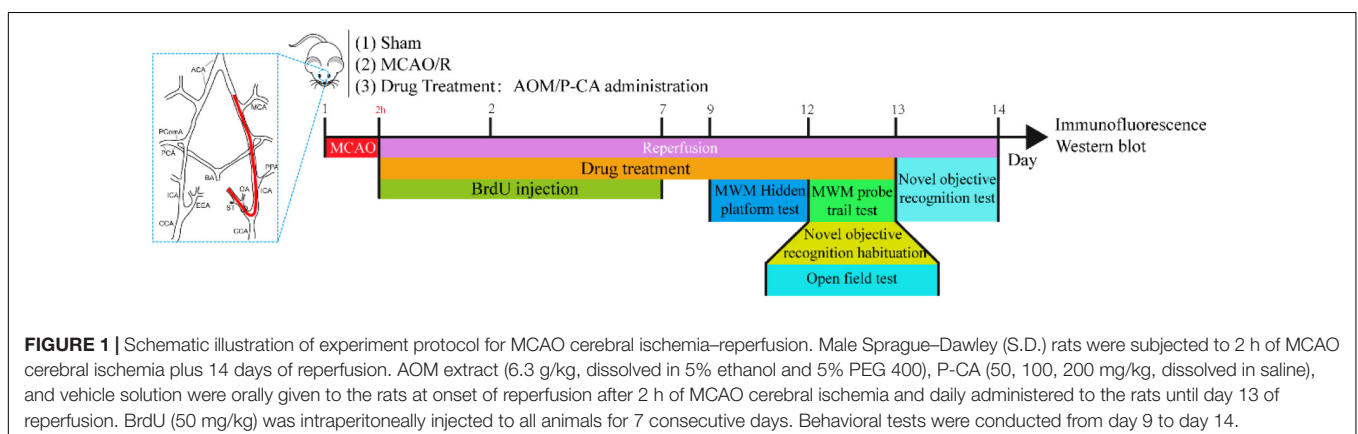 (1) Sham
(2) MCAO/R
(3) Drug Treatment: AOM/P-CA administration
ACA
MCA
PComA
PCA
PPA
BA
OA
ICA
ICA
ECA
ST
CCA
CCA
1
2h
2
7
9
12
13
14
MCAO
Reperfusion
Day
Immunofluorescence
Western blot
Drug treatment
BrdU injection
MWM Hidden
platform test
MWM probe
trail test
Novel objective
recognition test
Novel objective
recognition habituation
Open field test
FIGURE 1 | Schematic illustration of experiment protocol for MCAO cerebral ischemia–reperfusion. Male Sprague–Dawley (S.D.) rats were subjected to 2 h of MCAO
cerebral ischemia plus 14 days of reperfusion. AOM extract (6.3 g/kg, dissolved in 5% ethanol and 5% PEG 400), P-CA (50, 100, 200 mg/kg, dissolved in saline),
and vehicle solution were orally given to the rats at onset of reperfusion after 2 h of MCAO cerebral ischemia and daily administered to the rats until day 13 of
reperfusion. BrdU (50 mg/kg) was intraperitoneally injected to all animals for 7 consecutive days. Behavioral tests were conducted from day 9 to day 14.